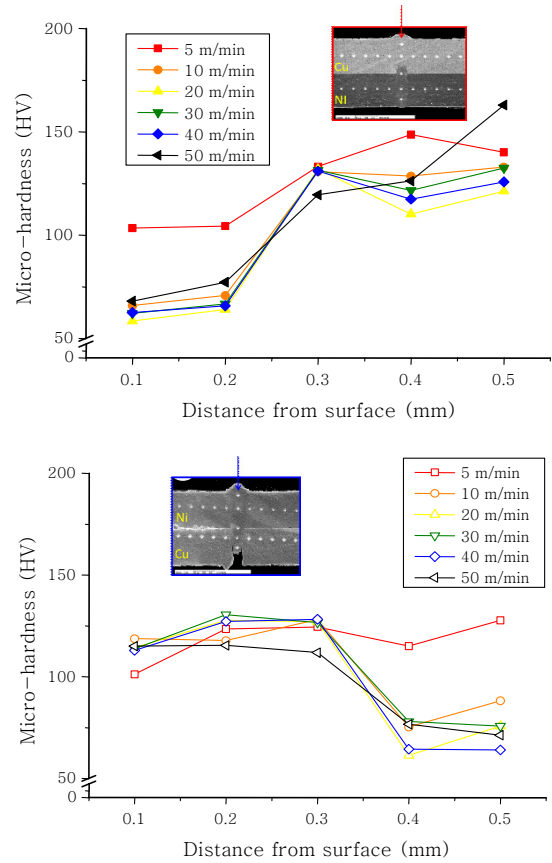 200
150
100
50
0
Micro-hardness (HV)
5 m/min
10 m/min
20 m/min
30 m/min
40 m/min
50 m/min
Cu
NI
0.1 0.2 0.3 0.4 0.5
Distance from surface (mm)
200
150
100
50
0
Micro-hardness (HV)
Ni
Cu
5 m/min
10 m/min
20 m/min
30 m/min
40 m/min
50 m/min
0.1 0.2 0.3 0.4 0.5
Distance from surface (mm)